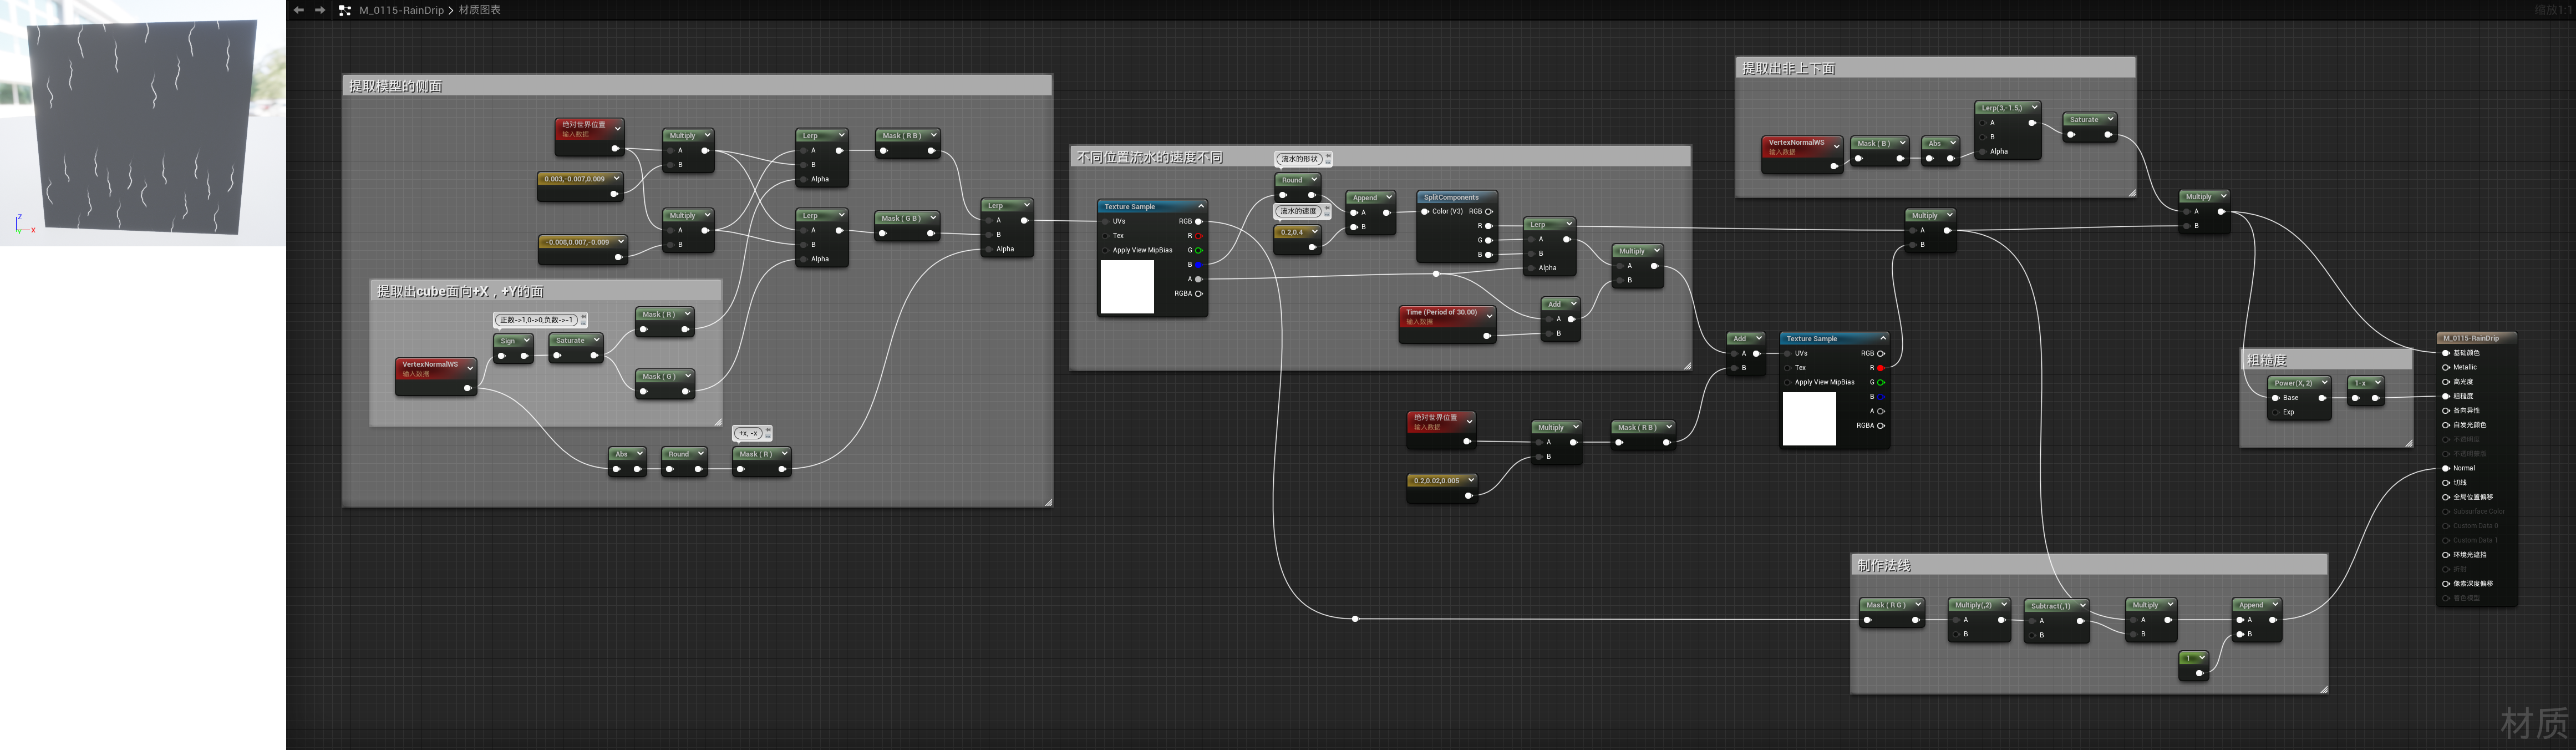 M_0115-RainDrip > 材质图表
缩放1:1
提取模型的侧面
绝对世界位置
输入数据
0.003,-0.007,0.009
-0.008,0.007,-0.009
Multiply
A
B
Multiply
A
B
Lerp
A
B
Alpha
Lerp
A
B
Alpha
Mask ( R B )
Mask ( G B )
Lerp
A
B
Alpha
提取出cube面向+X，+Y的面
正数->1,0->0,负数->-1
VertexNormalWS
输入数据
Sign
Saturate
Mask ( R )
Mask ( G )
Abs
Round
+x, -x
Mask ( R )
不同位置流水的速度不同
Texture Sample
UVs
Tex
Apply View MipBias
RGB
R
G
B
A
RGBA
流水的形状
Round
流水的速度
0.2,0.4
Append
A
B
SplitComponents
Color (V3)
RGB
R
G
B
Lerp
A
B
Alpha
Time (Period of 30.00)
输入数据
Add
A
B
Multiply
A
B
绝对世界位置
输入数据
0.2,0.02,0.005
Multiply
A
B
Mask ( R B )
Add
A
B
Texture Sample
UVs
Tex
Apply View MipBias
RGB
R
G
B
A
RGBA
提取出非上下面
VertexNormalWS
输入数据
Mask ( B )
Abs
Lerp(3,-1.5,)
A
B
Alpha
Saturate
Multiply
A
B
Multiply
A
B
粗糙度
Power(X, 2)
Base
Exp
1-x
制作法线
Mask ( R G )
Multiply(,2)
A
B
Subtract(,1)
A
B
Multiply
A
B
1
Append
A
B
M_0115-RainDrip
基础颜色
Metallic
高光度
粗糙度
各向异性
自发光颜色
不透明度
不透明蒙版
Normal
切线
全局位置偏移
Subsurface Color
Custom Data 0
Custom Data 1
环境光遮挡
折射
像素深度偏移
着色模型
材质
Z
X